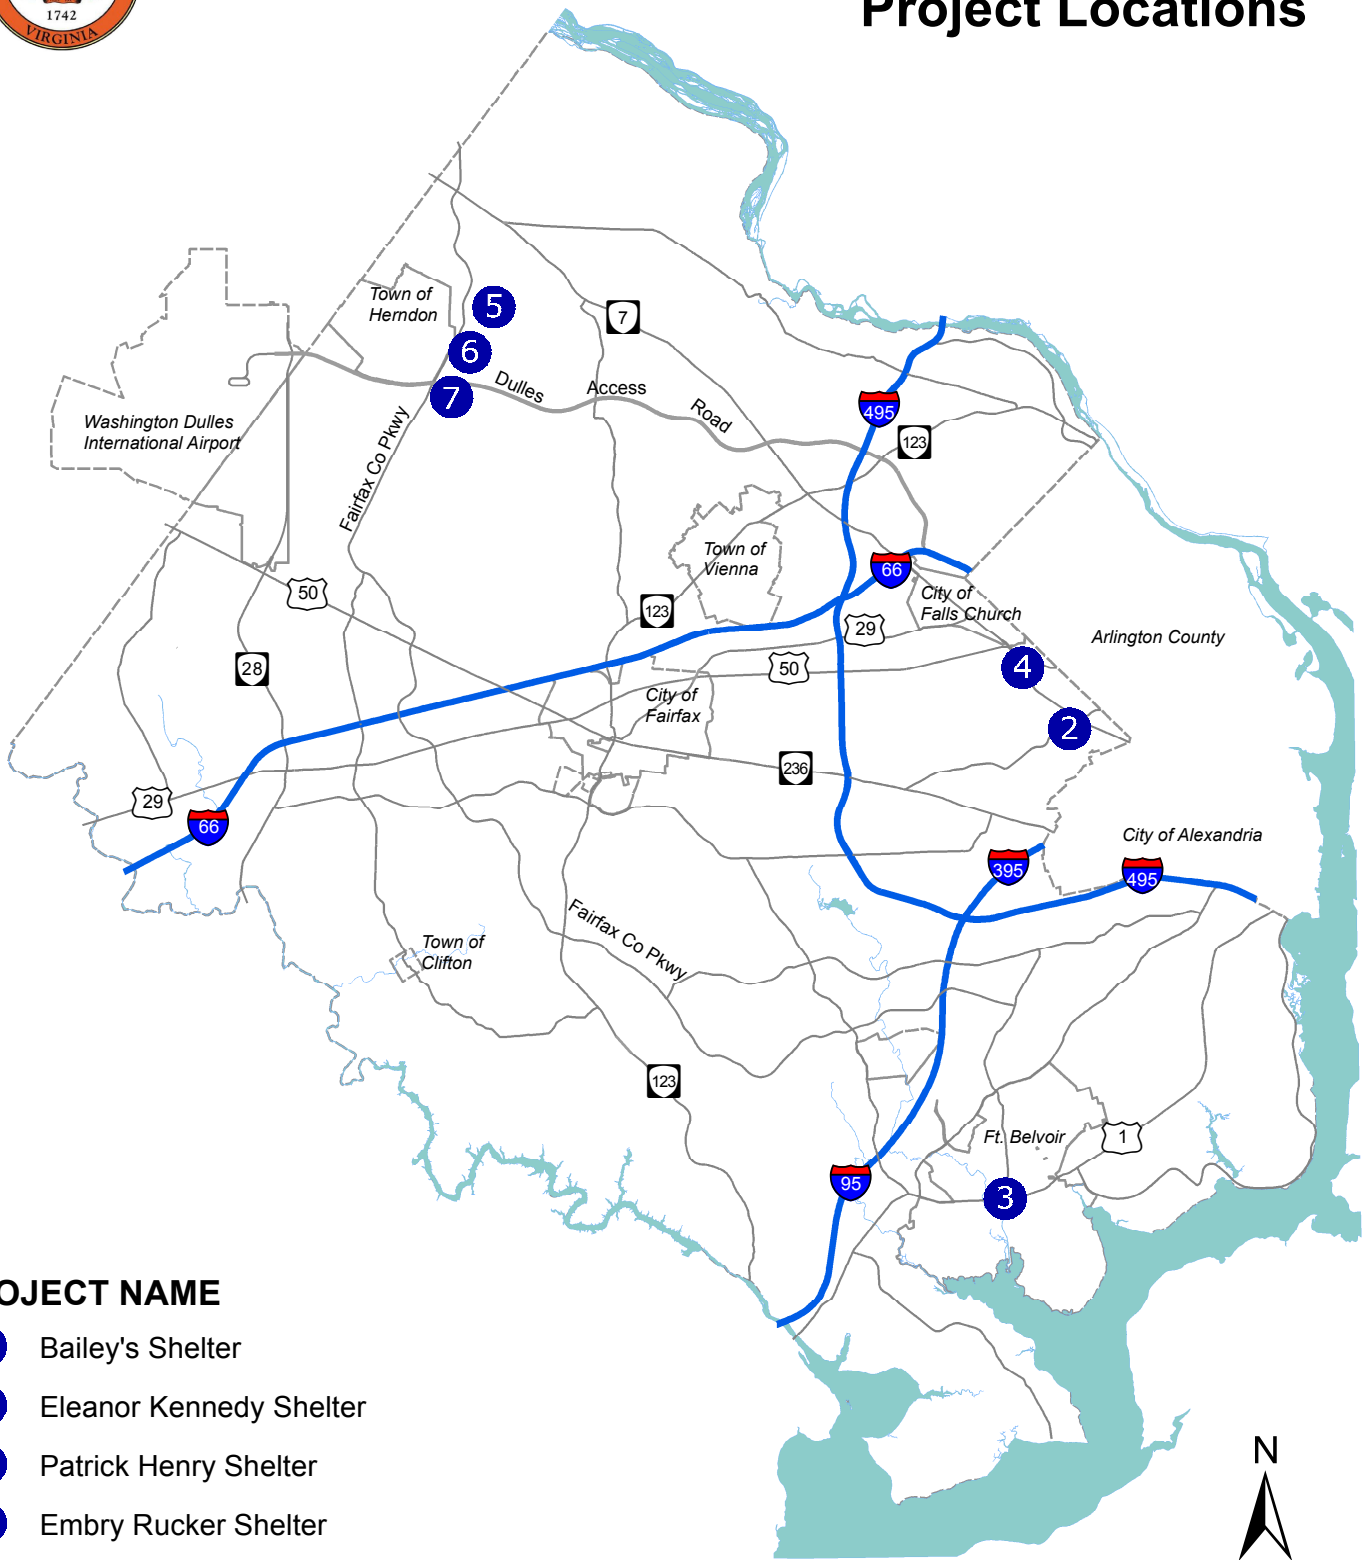 1742
VIRGINIA
Project Locations
Town of
Herndon
5
7
6
7
Dulles
Access
Road
Washington Dulles
International Airport
Fairfax Co Pkwy
495
123
Town of
Vienna
66
50
City of
Falls Church
123
29
Arlington County
28
50
4
City of
Fairfax
2
236
29
66
City of Alexandria
395
495
Fairfax Co Pkwy
Town of
Clifton
123
Ft. Belvoir
1
95
3
OJECT NAME
Bailey's Shelter
Eleanor Kennedy Shelter
Patrick Henry Shelter
Embry Rucker Shelter
N